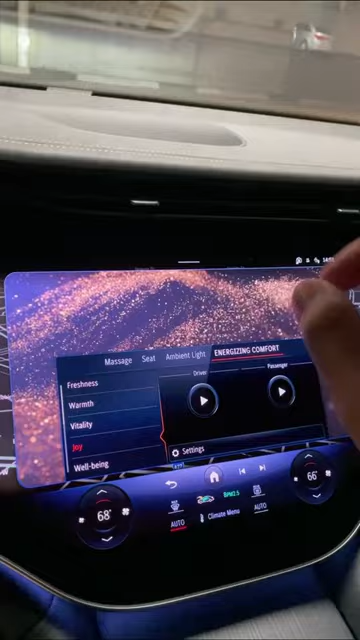 Massage Seat Ambient Light ENERGIZING COMFORT
Freshness
Warmth
Vitality
Joy
Well-being
Driver
Passenger
Settings
68°
66°
AUTO
Climate Menu
AUTO